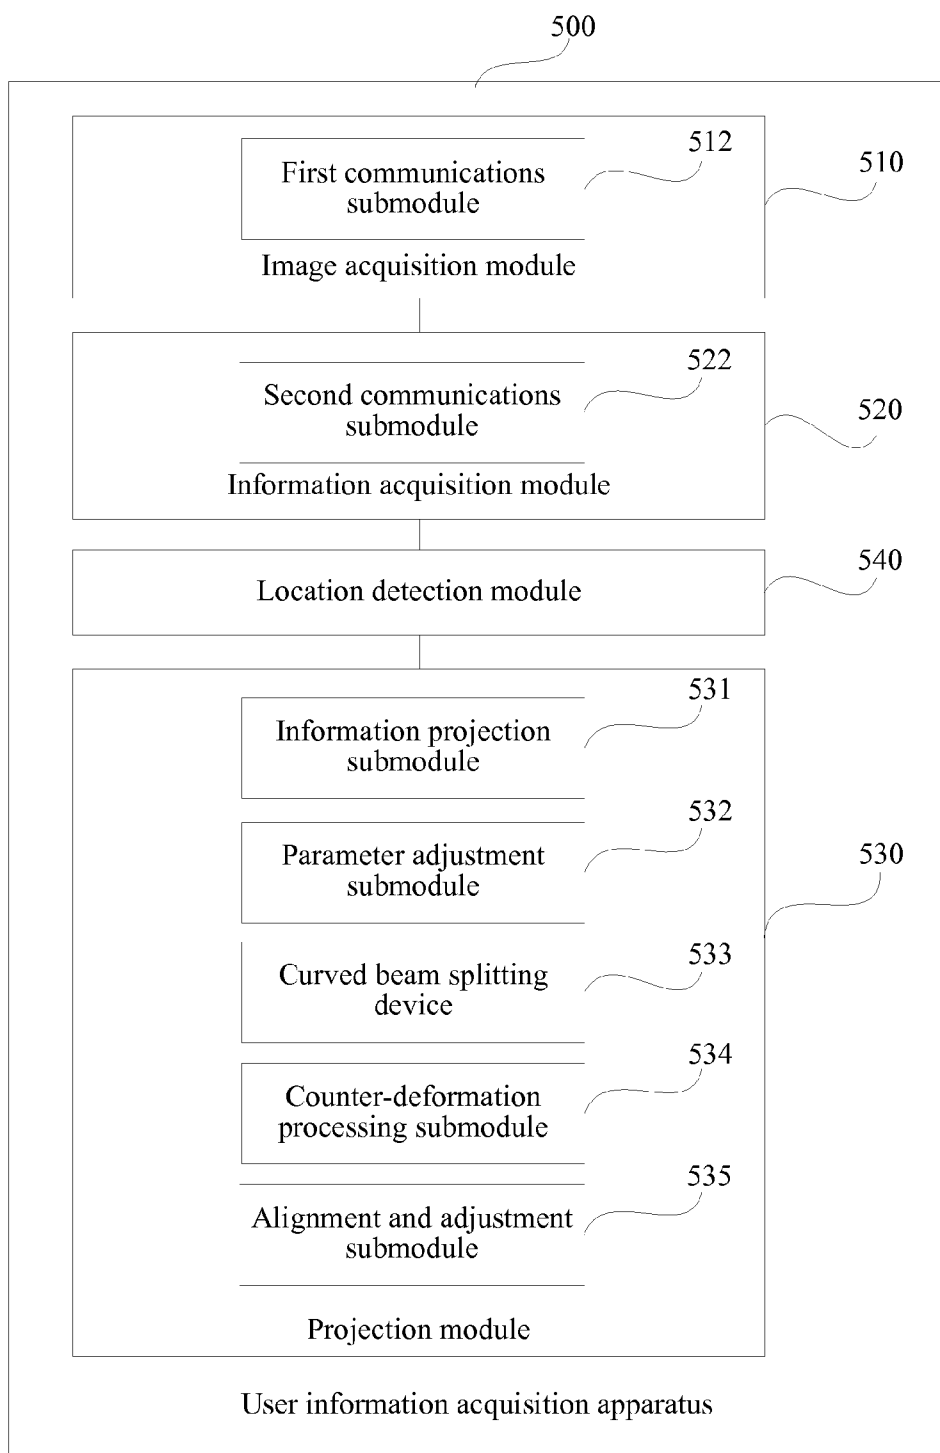 500
512
First communications
submodule
510
Image acquisition module
522
Second communications
submodule
520
Information acquisition module
540
Location detection module
531
Information projection
submodule
532
Parameter adjustment
submodule
530
533
Curved beam splitting
device
534
Counter-deformation
processing submodule
535
Alignment and adjustment
submodule
Projection module
User information acquisition apparatus